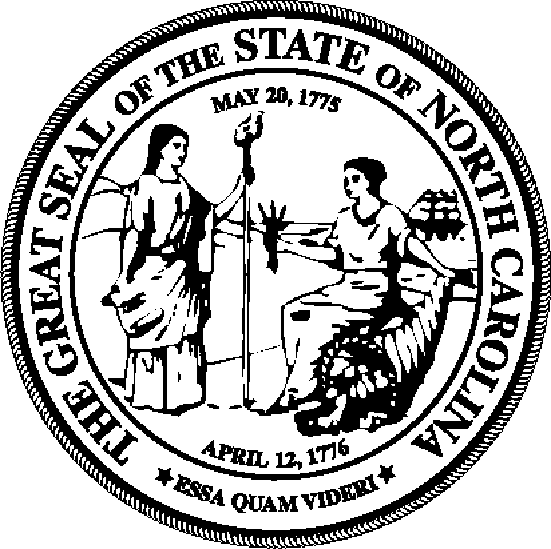 THE GREAT SEAL OF THE STATE OF NORTH CAROLINA
MAY 20, 1775
APRIL 12, 1776
★ ESSA QUAM VIDERI ★